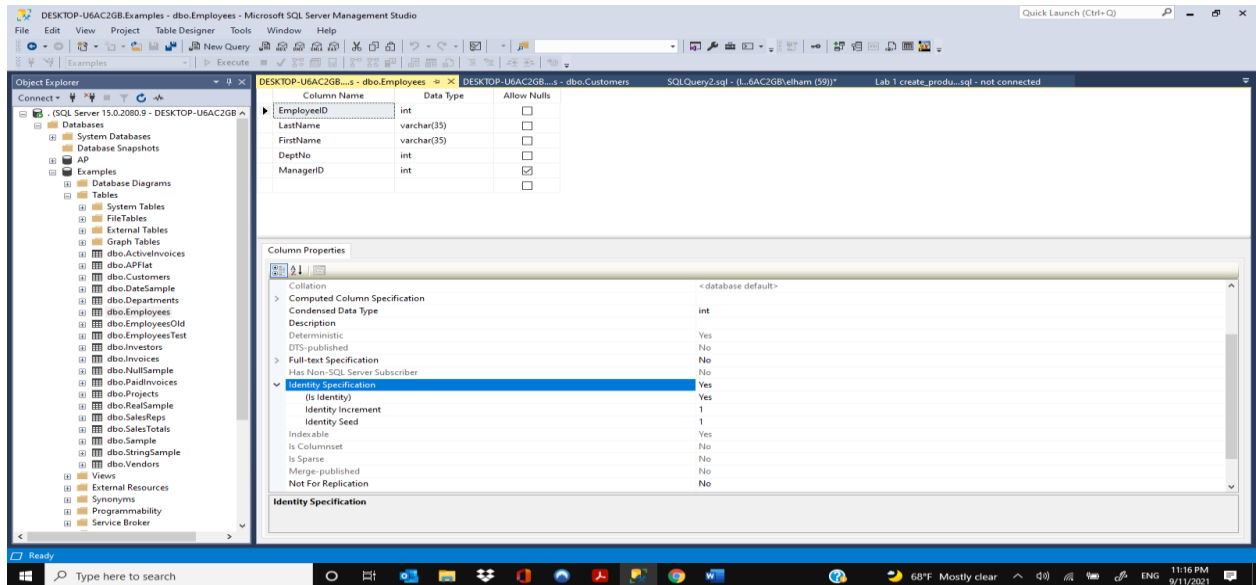 DESKTOP-U6AC2GB.Examples - dbo.Employees - Microsoft SQL Server Management Studio
Quick Launch (Ctrl+Q)
File Edit View Project Table Designer Tools Window Help
New Query
Examples
Execute
Object Explorer
Connect
. (SQL Server 15.0.2080.9 - DESKTOP-U6AC2GB
Databases
System Databases
Database Snapshots
AP
Examples
Database Diagrams
Tables
System Tables
FileTables
External Tables
Graph Tables
dbo.ActiveInvoices
dbo.APFlat
dbo.Customers
dbo.DateSample
dbo.Departments
dbo.Employees
dbo.EmployeesOld
dbo.EmployeesTest
dbo.Investors
dbo.Invoices
dbo.NullSample
dbo.PaidInvoices
dbo.Projects
dbo.RealSample
dbo.SalesReps
dbo.SalesTotals
dbo.Sample
dbo.StringSample
dbo.Vendors
Views
External Resources
Synonyms
Programmability
Service Broker
DESKTOP-U6AC2GB....s - dbo.Employees DESKTOP-U6AC2GB....s - dbo.Customers SQLQuery2.sql - (L...6AC2GB\elham (59))* Lab 1 create_produ...sql - not connected
Column Name Data Type Allow Nulls
EmployeeID int
LastName varchar(35)
FirstName varchar(35)
DeptNo int
ManagerID int
Column Properties
Collation <database default>
Computed Column Specification
Condensed Data Type int
Description
Deterministic Yes
DTS-published No
Full-text Specification No
Has Non-SQL Server Subscriber No
Identity Specification Yes
(Is Identity) Yes
Identity Increment 1
Identity Seed 1
Indexable Yes
Is Columnset No
Is Sparse No
Merge-published No
Not For Replication No
Identity Specification
Ready
Type here to search
68°F Mostly clear
ENG
11:16 PM
9/11/2021